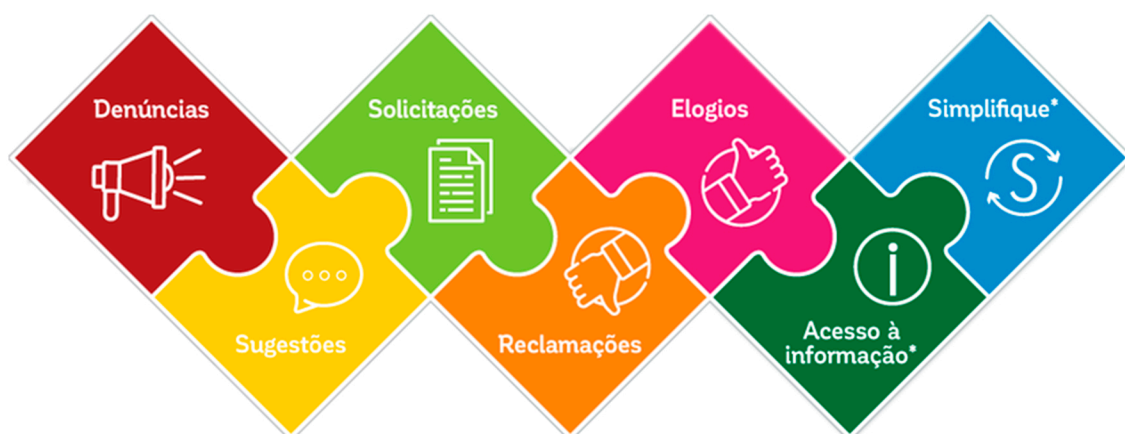 Denúncias
Solicitações
Elogios
Simplifique*
Sugestões
Reclamações
Acesso à
informação*